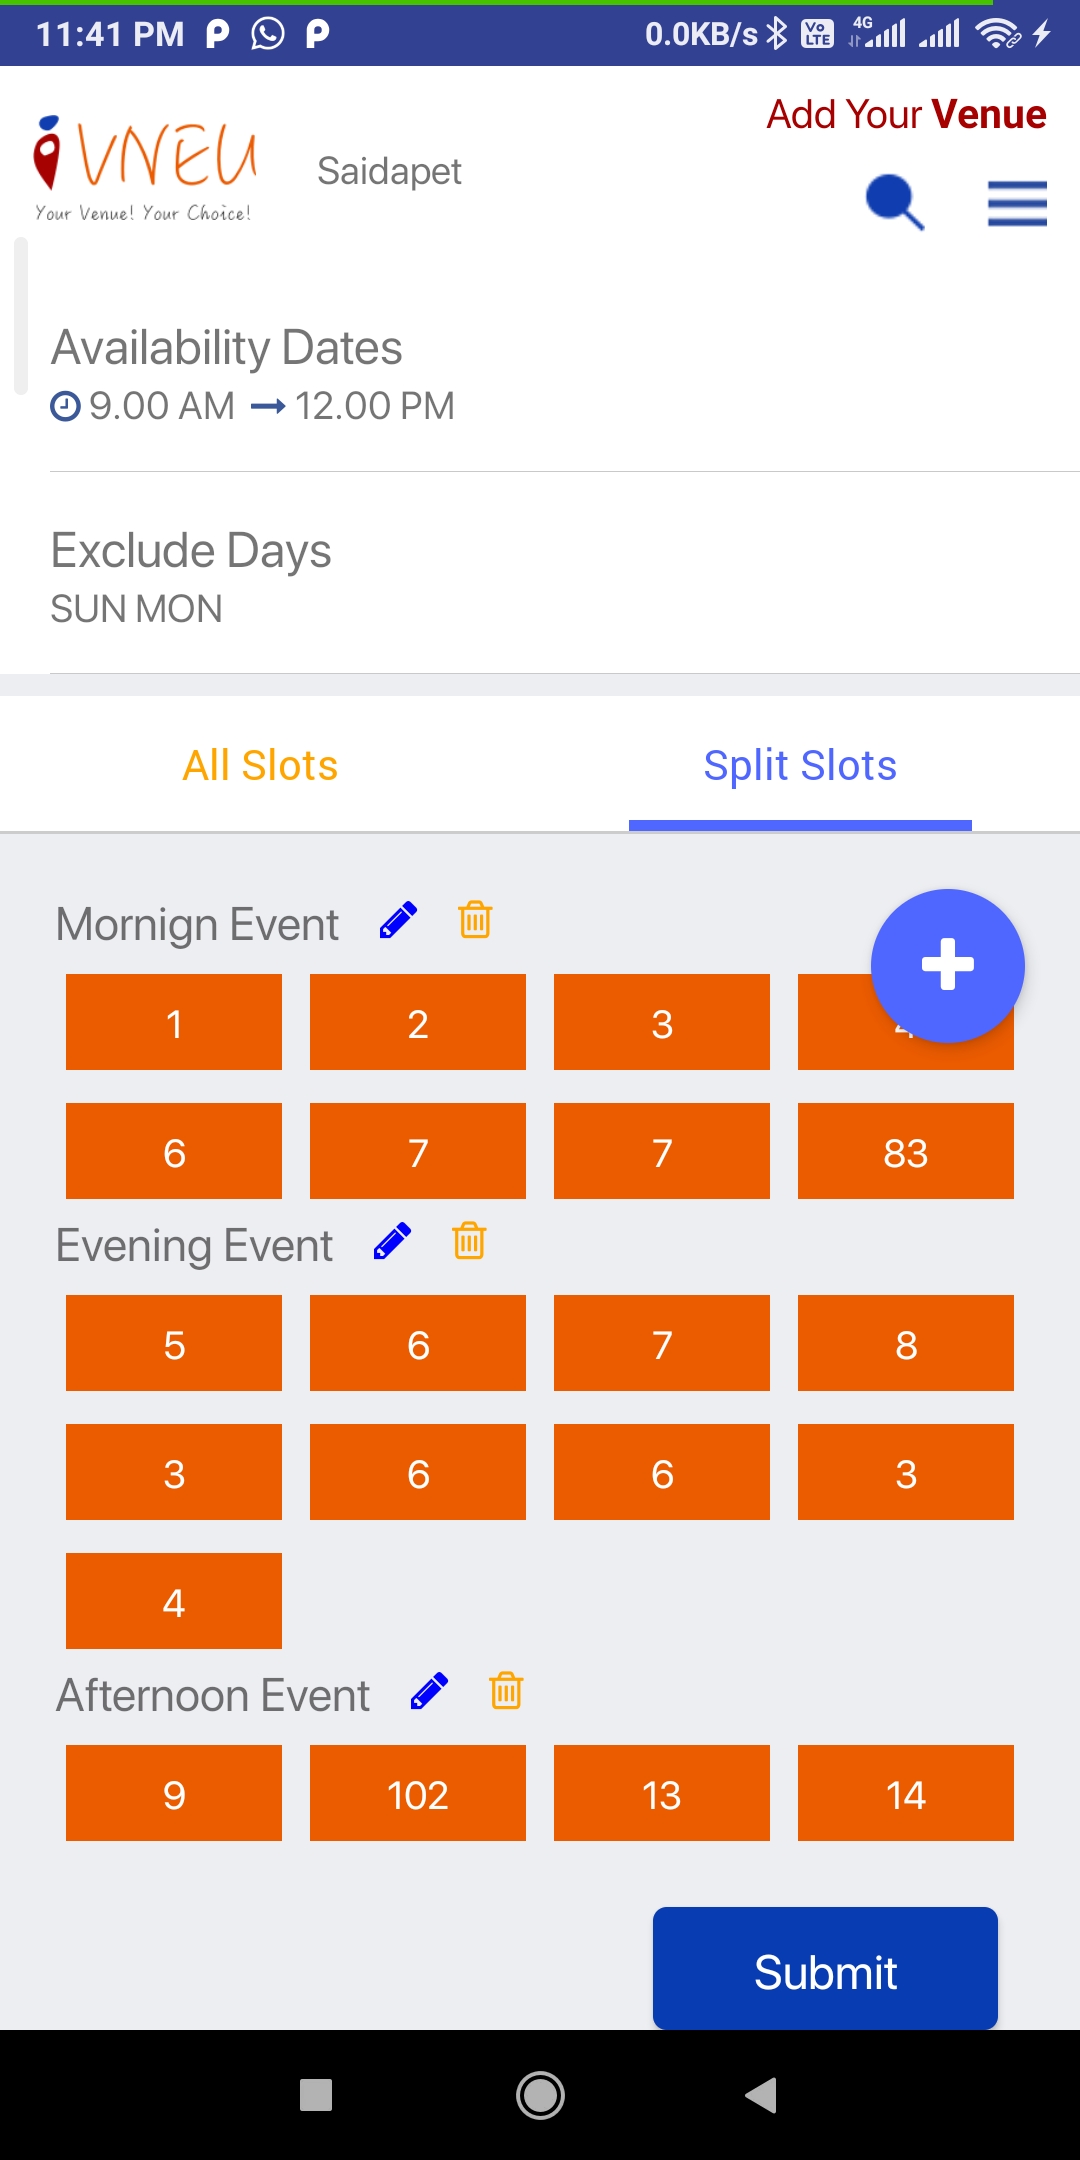 11:41 PM 0.0KB/s Vo LTE 4G
Add Your Venue
iVNEU Saidapet
Your Venue! Your Choice!
Availability Dates
9.00 AM → 12.00 PM
Exclude Days
SUN MON
All Slots Split Slots
Mornign Event
1 2 3 4
6 7 7 83
Evening Event
5 6 7 8
3 6 6 3
4
Afternoon Event
9 102 13 14
Submit